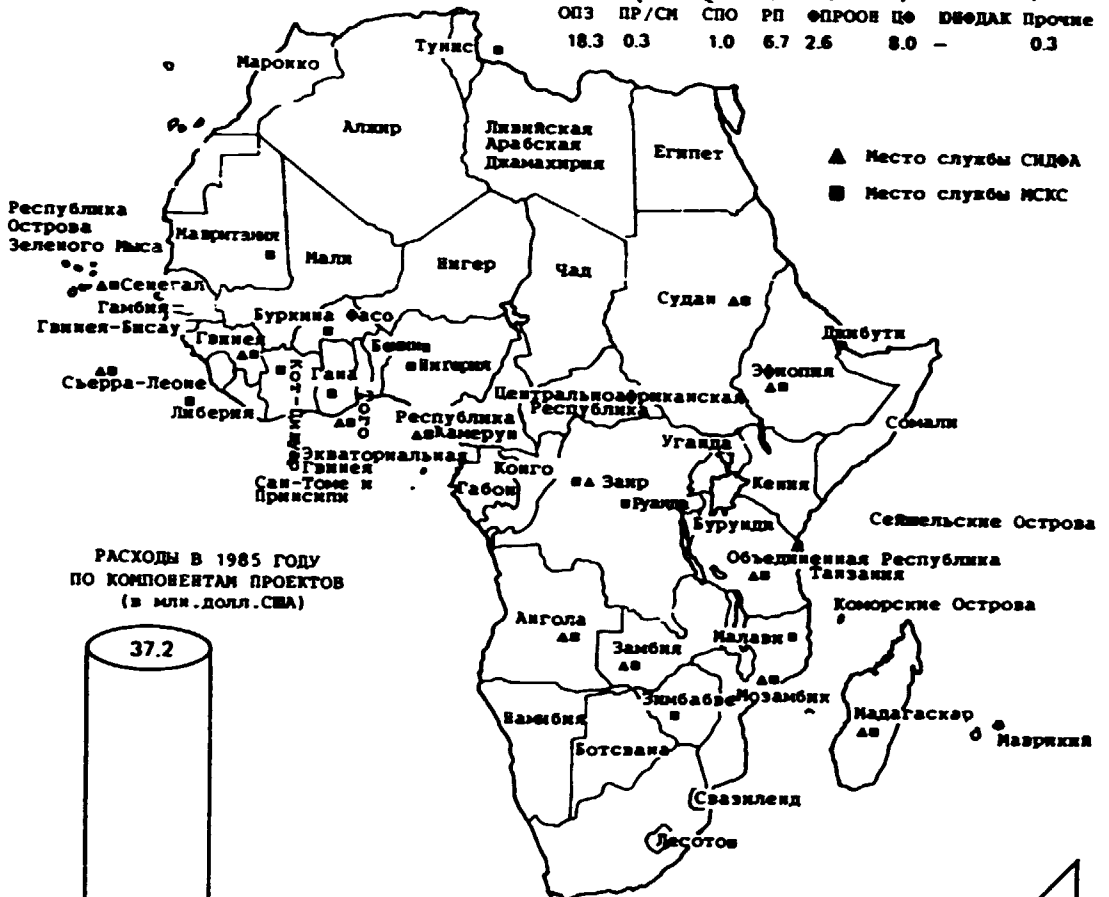 ОПЗ ПР/СМ СПО РП ФПРООН ЦФ ЮНФДАК Прочие
18.3 0.3 1.0 6.7 2.6 8.0 – 0.3
Тунис
Марокко
Алжир
Ливийская
Арабская
Джамахирия
Египет
▲ Место службы СИДФА
■ Место службы МСКС
Республика
Острова
Зеленого Мыса
Мавритания
Мали
Нигер
Чад
Судан
Сенегал
Гамбия
Гвинея-Бисау
Буркина Фасо
Джибути
Гвинея
Бенин
Нигерия
Гана
Эфиопия
Сьерра-Леоне
Либерия
Кот-Дивуар
Того
Центральноафриканская
Республика
Республика
Камерун
Сомали
Уганда
Экваториальная
Гвинея
Конго
Сан-Томе и
Принсипи
Габон
Заир
Кения
Руанда
Бурунди
Сейшельские Острова
РАСХОДЫ В 1985 ГОДУ
ПО КОМПОНЕНТАМ ПРОЕКТОВ
(в млн.долл.США)
Объединенная Республика
Танзания
Коморские Острова
Ангола
Замбия
Малави
37.2
Зимбабве
Мозамбик
Намибия
Мадагаскар
Маврикий
Ботсвана
Свазиленд
Лесото